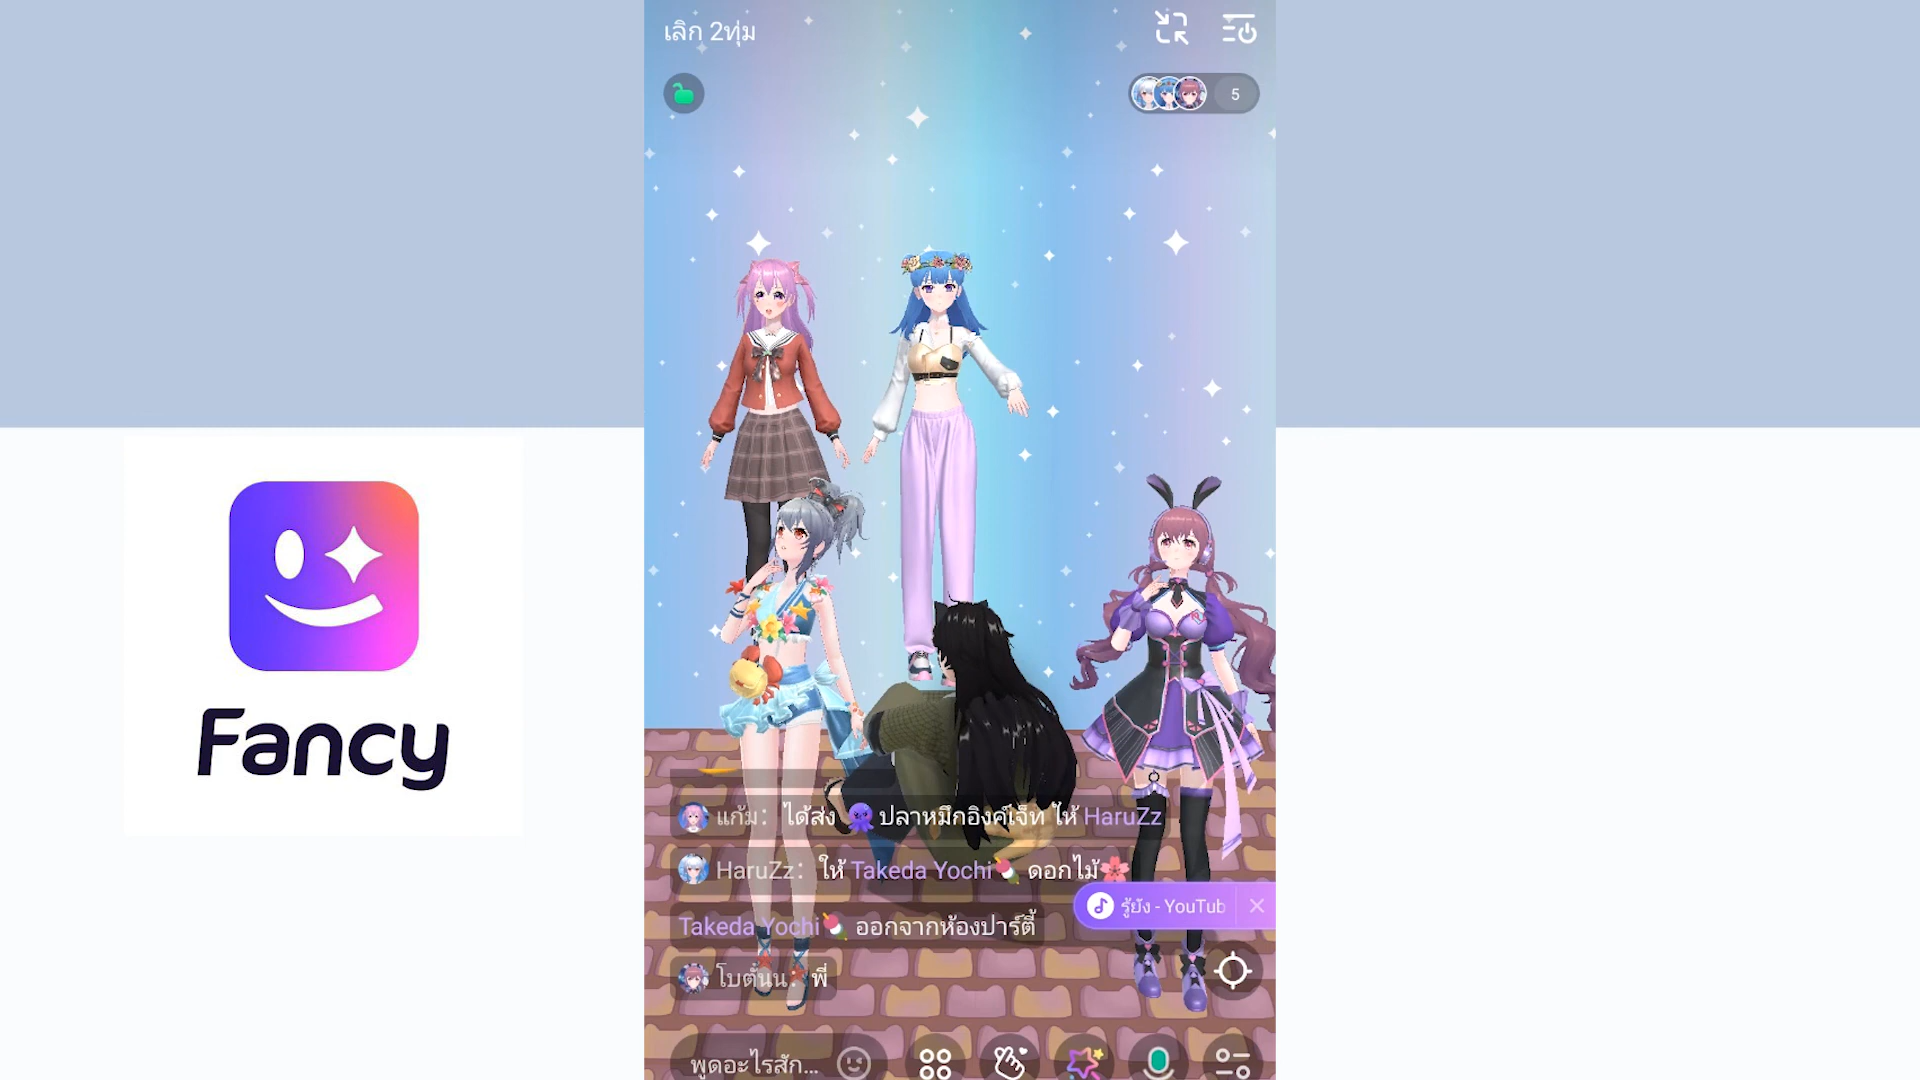 เลิก 2ทุ่ม
5
Fancy
แก้ม: ได้ส่ง ปลาหมึกอิงค์เจ็ท ให้ HaruZz
HaruZz: ให้ Takeda Yochi🍡 ดอกไม้🌸
Takeda Yochi🍡 ออกจากห้องปาร์ตี้
รู้ยัง - YouTub
โบตั๋นน: พี่
พูดอะไรสัก...